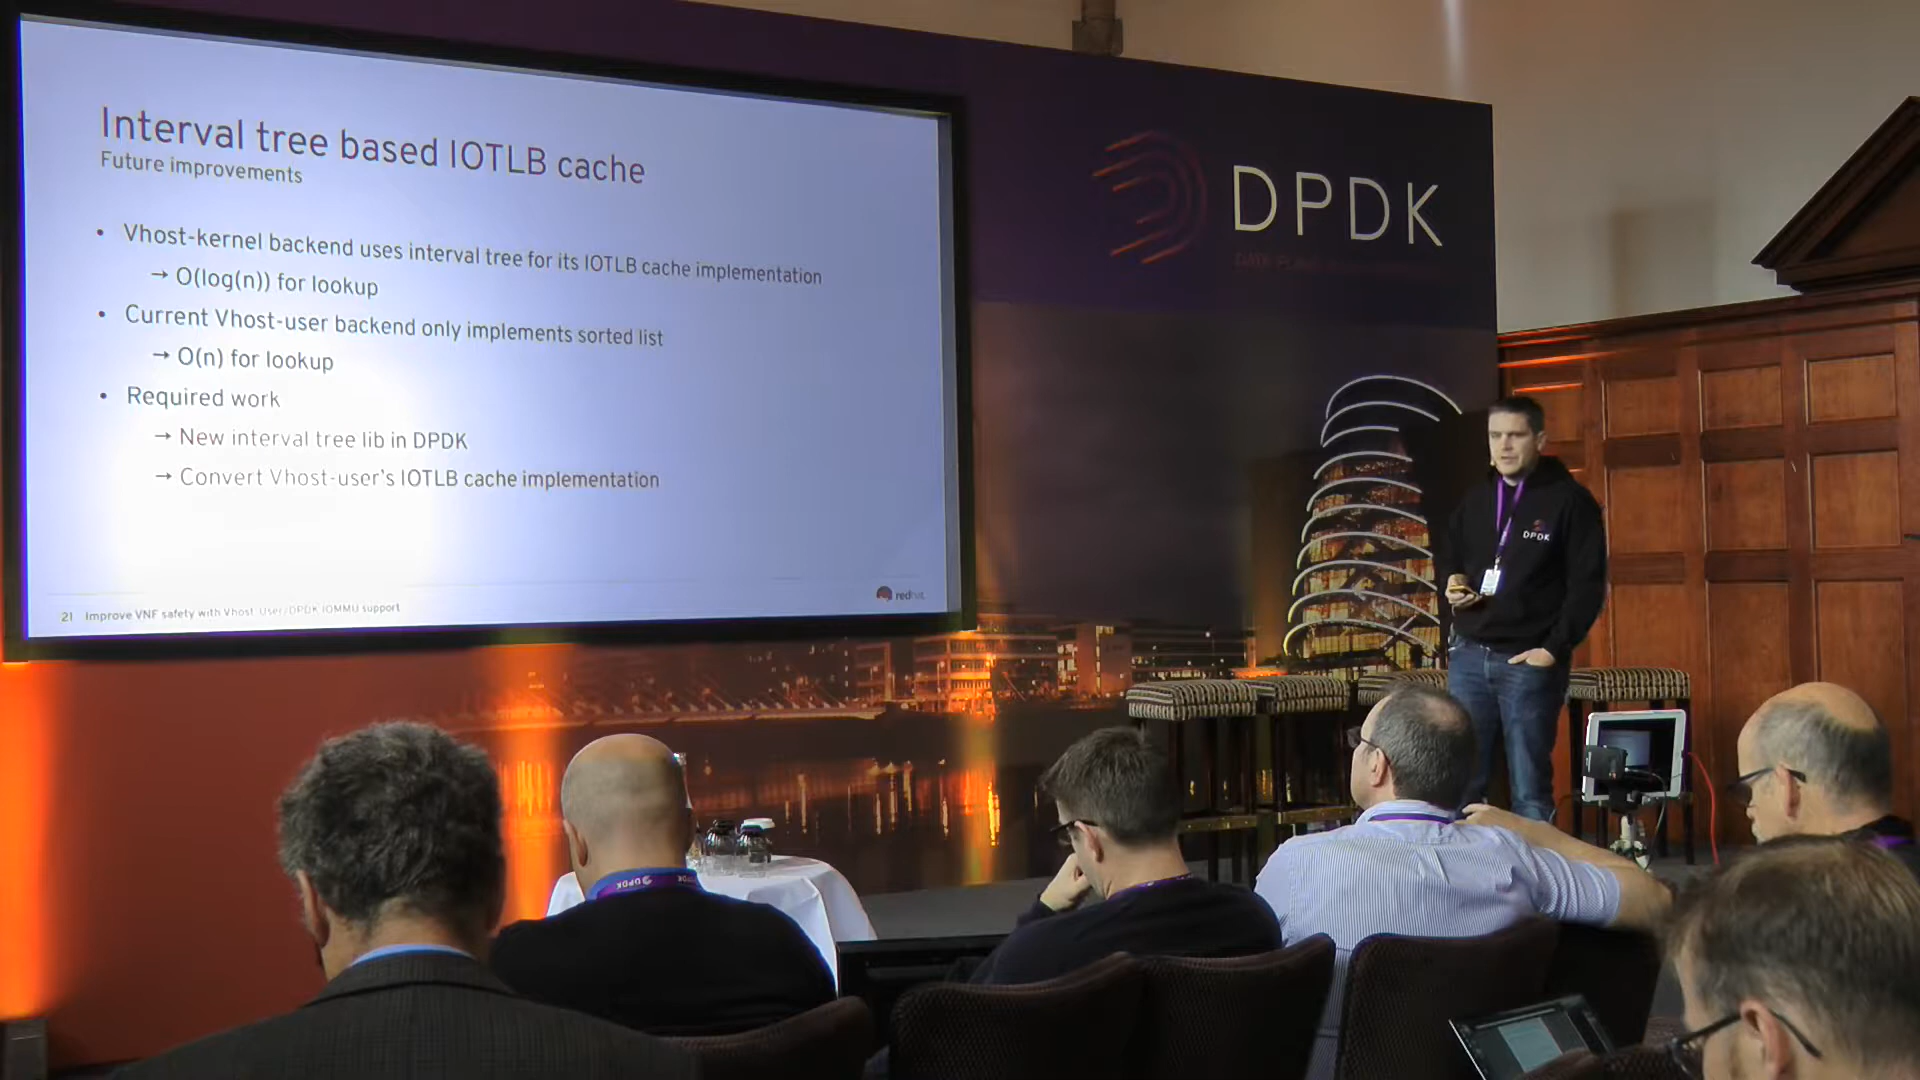 Interval tree based IOTLB cache
Future improvements
• Vhost-kernel backend uses interval tree for its IOTLB cache implementation
→ O(log(n)) for lookup
• Current Vhost-user backend only implements sorted list
→ O(n) for lookup
• Required work
→ New interval tree lib in DPDK
→ Convert Vhost-user's IOTLB cache implementation
21 Improve VNF safety with Vhost-User/DPDK IOMMU support
redhat
DPDK
DPDK
DPDK